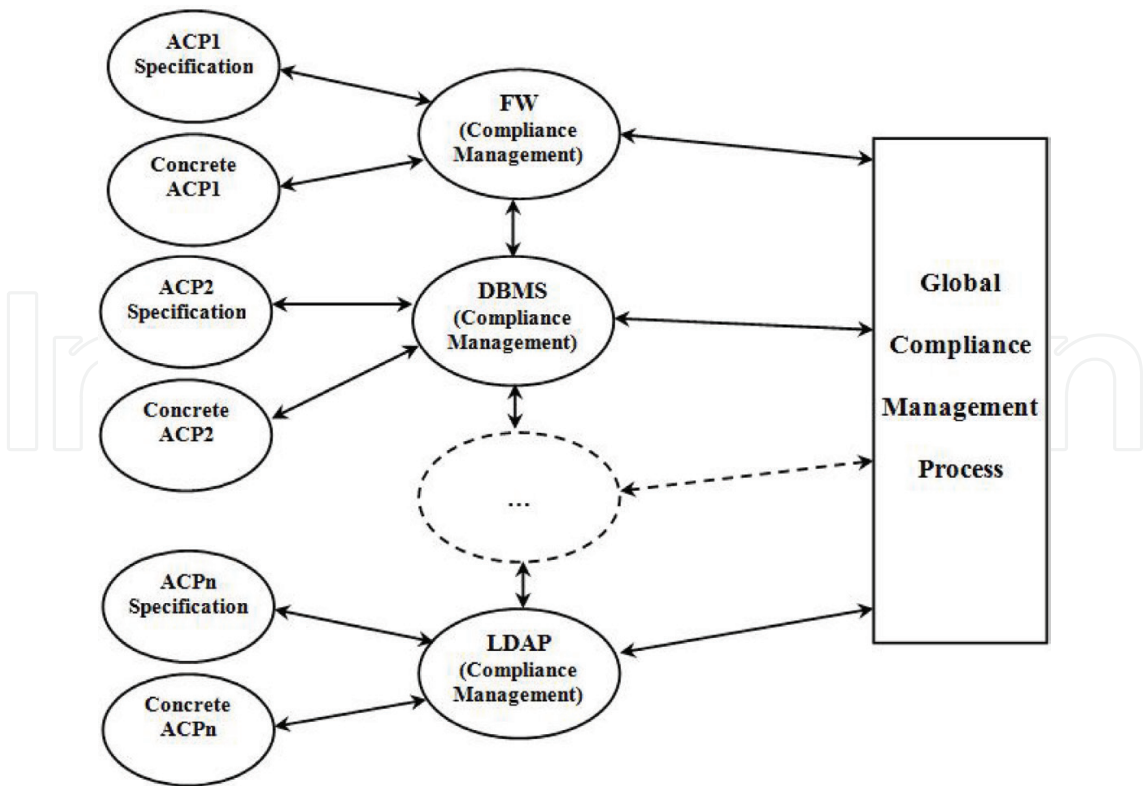 ACP1
Specification
Concrete
ACP1
ACP2
Specification
Concrete
ACP2
ACPn
Specification
Concrete
ACPn
FW
(Compliance
Management)
DBMS
(Compliance
Management)
...
LDAP
(Compliance
Management)
Global
Compliance
Management
Process